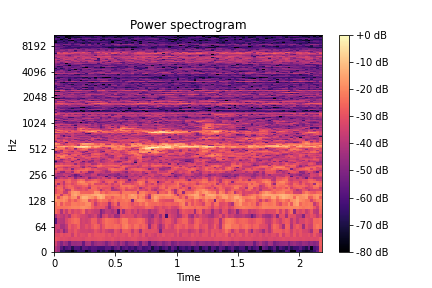 Power spectrogram
Hz
8192
4096
2048
1024
512
256
128
64
0
0
0.5
1
1.5
2
Time
+0 dB
-10 dB
-20 dB
-30 dB
-40 dB
-50 dB
-60 dB
-70 dB
-80 dB